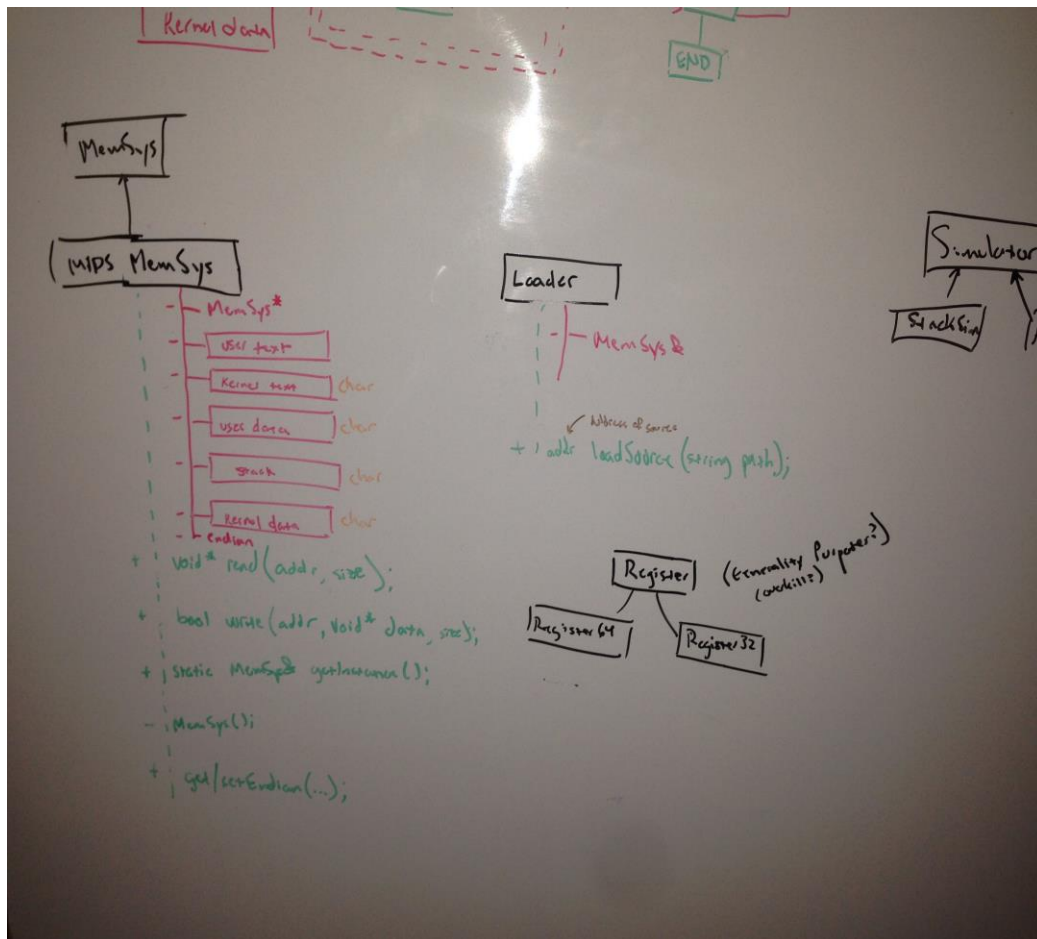 Kernel data
END
MemSys
MIPS MemSys
- MemSys*
- user text
- Kernel text char
- user data char
- stack char
- Kernel data char
- endian
+ void* read(addr, size);
+ bool write(addr, void* data, size);
+ static MemSys& getInstance();
- MemSys();
+ get/setEndian(...);
Loader
- MemSys&
Address of source
+ addr loadSource(string path);
Register
Register64
Register32
(overkill?)
Simulator
StackSim